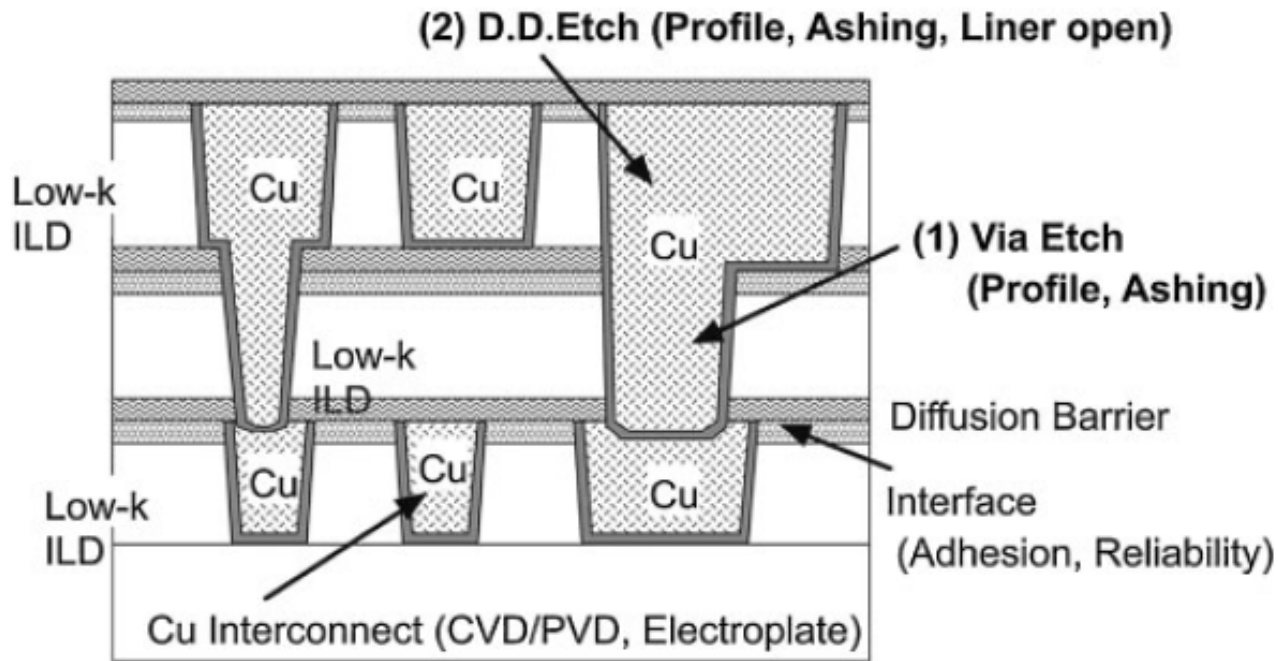 (2) D.D.Etch (Profile, Ashing, Liner open)
Low-k
ILD
Cu
Cu
Cu
(1) Via Etch
(Profile, Ashing)
Low-k
ILD
Diffusion Barrier
Low-k
ILD
Cu
Cu
Cu
Interface
(Adhesion, Reliability)
Cu Interconnect (CVD/PVD, Electroplate)